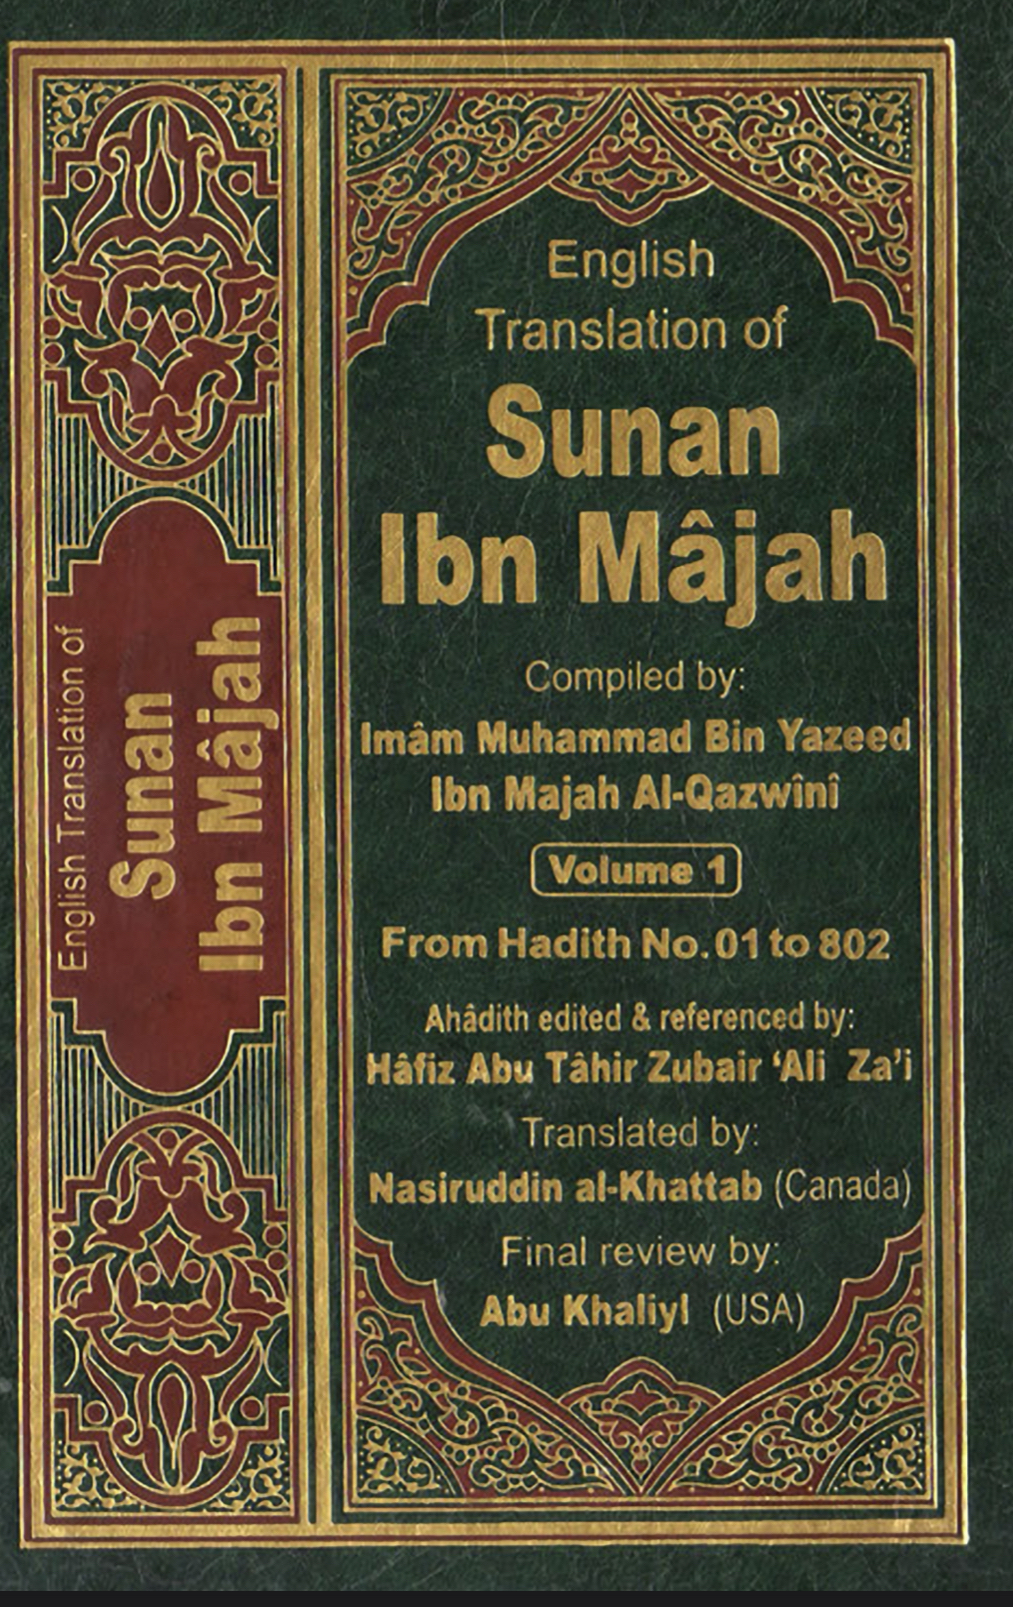 English Translation of
Sunan
Ibn Mâjah
English
Translation of
Sunan
Ibn Mâjah
Compiled by:
Imâm Muhammad Bin Yazeed
Ibn Majah Al-Qazwînî
Volume 1
From Hadith No.01 to 802
Ahâdith edited & referenced by:
Hâfiz Abu Tâhir Zubair ‘Ali Za’i
Translated by:
Nasiruddin al-Khattab (Canada)
Final review by:
Abu Khaliyl (USA)